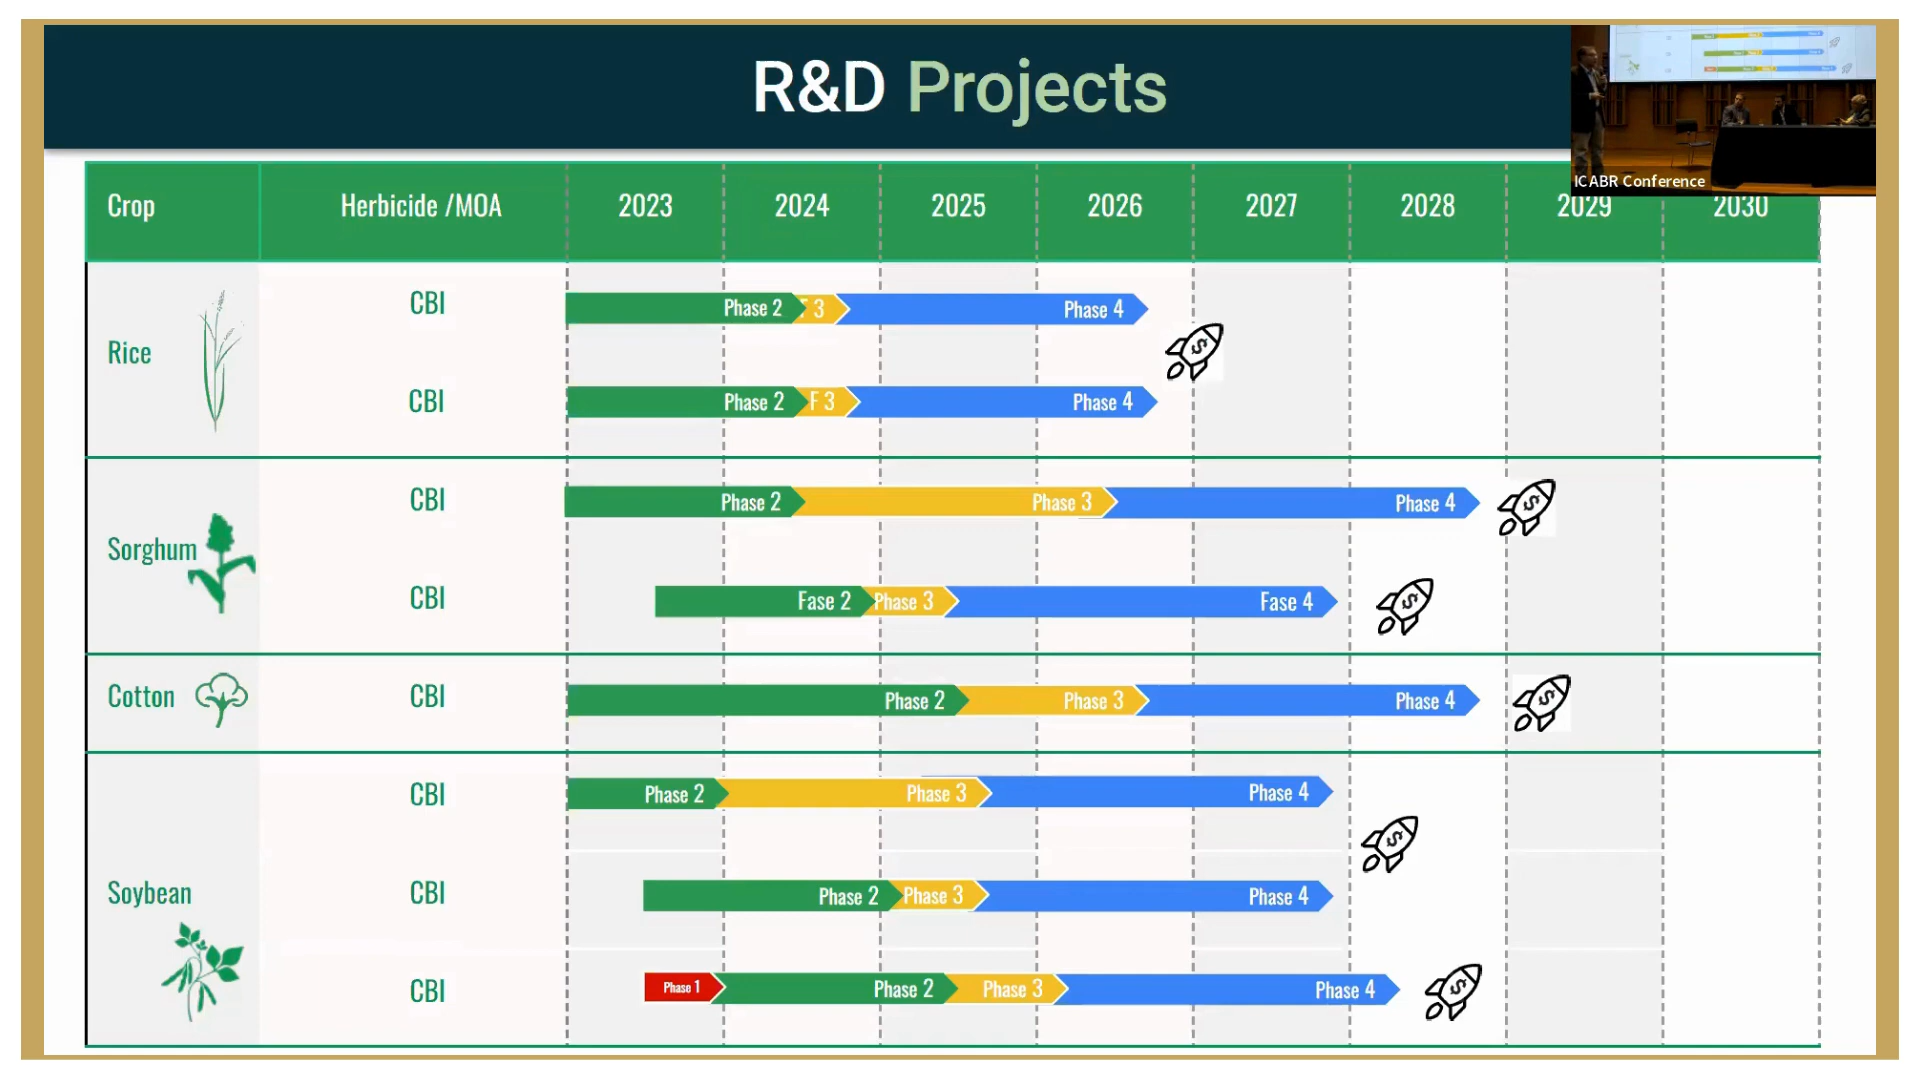 R&D Projects
ICABR Conference
Crop Herbicide /MOA 2023 2024 2025 2026 2027 2028 2029 2030
Rice
CBI Phase 2 F 3 Phase 4
$
CBI Phase 2 F 3 Phase 4
Sorghum
CBI Phase 2 Phase 3 Phase 4 $
CBI Fase 2 Phase 3 Fase 4 $
Cotton CBI Phase 2 Phase 3 Phase 4 $
Soybean
CBI Phase 2 Phase 3 Phase 4
$
CBI Phase 2 Phase 3 Phase 4
CBI Phase 1 Phase 2 Phase 3 Phase 4 $